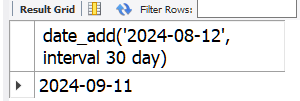 Result Grid Filter Rows:
date_add('2024-08-12',
interval 30 day)
2024-09-11